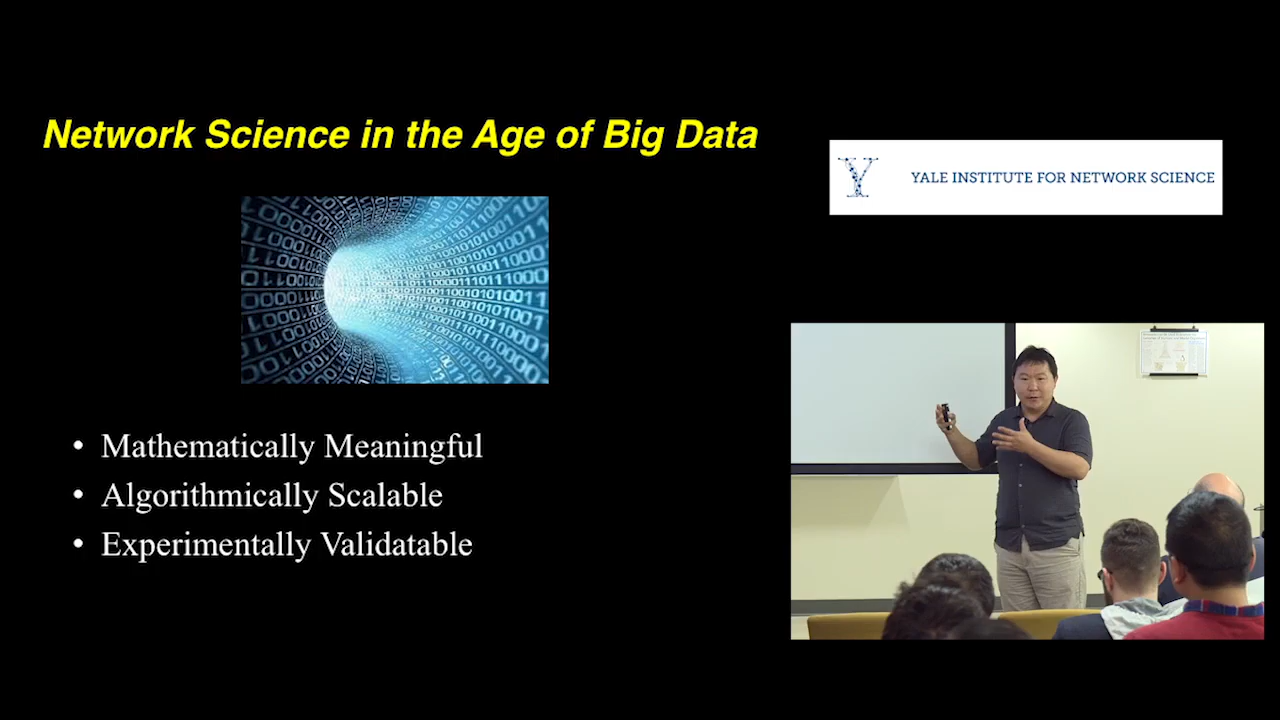 Network Science in the Age of Big Data
YALE INSTITUTE FOR NETWORK SCIENCE
• Mathematically Meaningful
• Algorithmically Scalable
• Experimentally Validatable